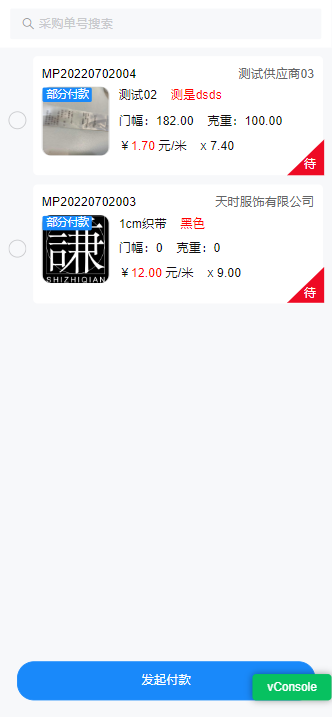 采购单号搜索
MP20220702004 测试供应商03
部分付款
测试02 测是dsds
门幅：182.00 克重：100.00
￥1.70 元/米 x 7.40
待
MP20220702003 天时服饰有限公司
部分付款
1cm织带 黑色
門幅：0 克重：0
￥12.00 元/米 x 9.00
謙
SHIZHIQIAN
待
发起付款
vConsole